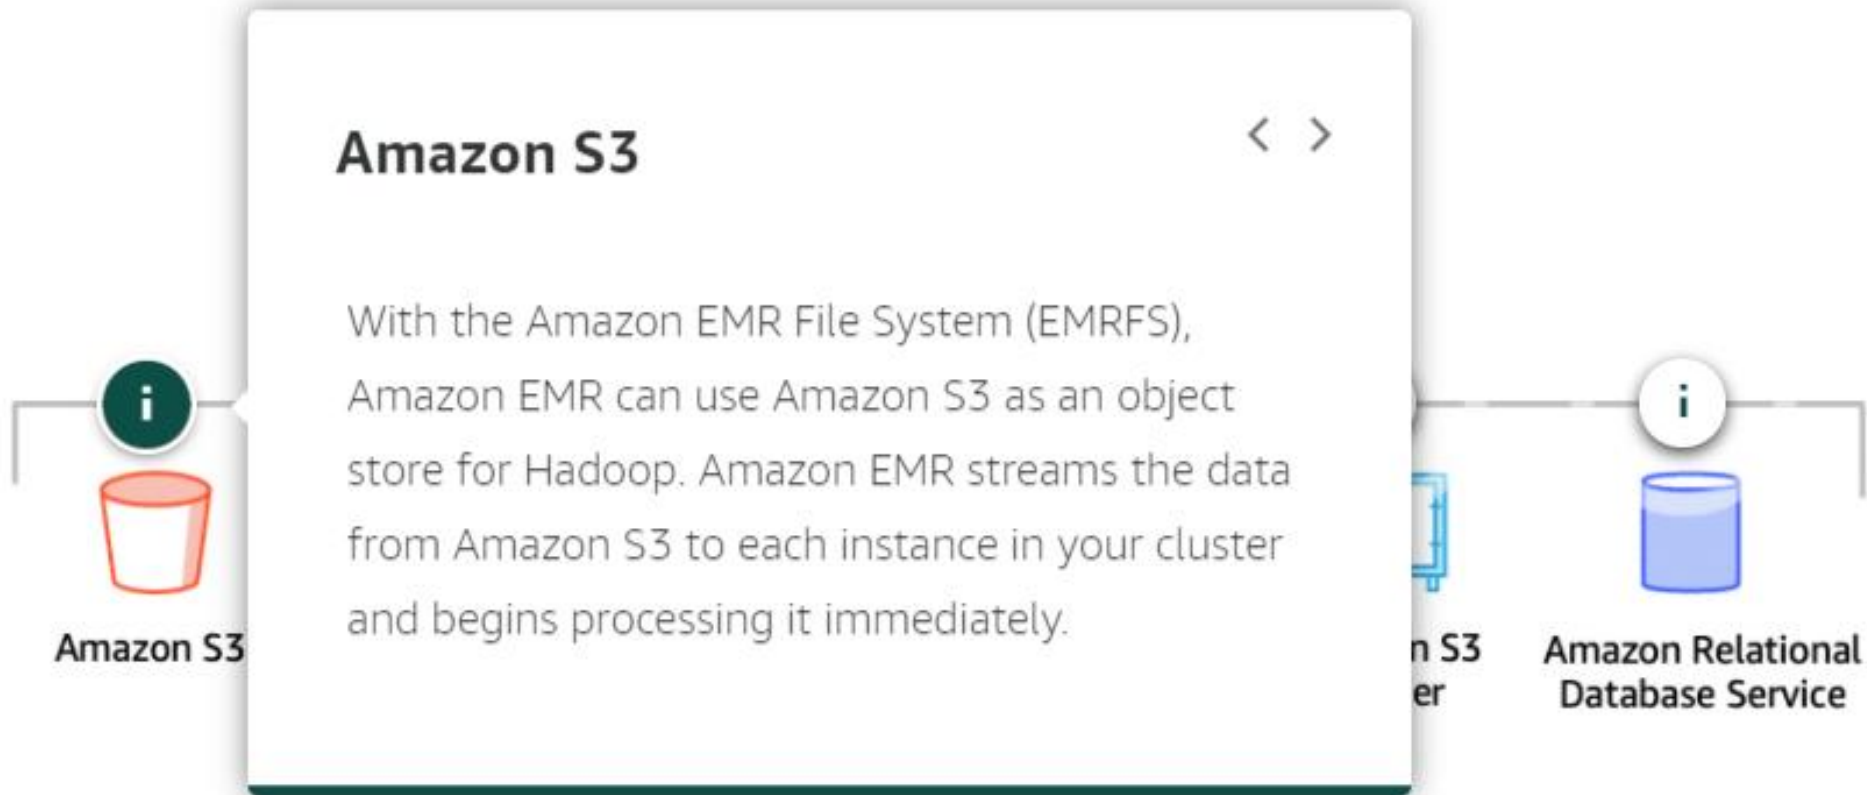 Amazon S3
With the Amazon EMR File System (EMRFS),
Amazon EMR can use Amazon S3 as an object
store for Hadoop. Amazon EMR streams the data
from Amazon S3 to each instance in your cluster
and begins processing it immediately.
i
Amazon S3
n S3
er
i
Amazon Relational
Database Service